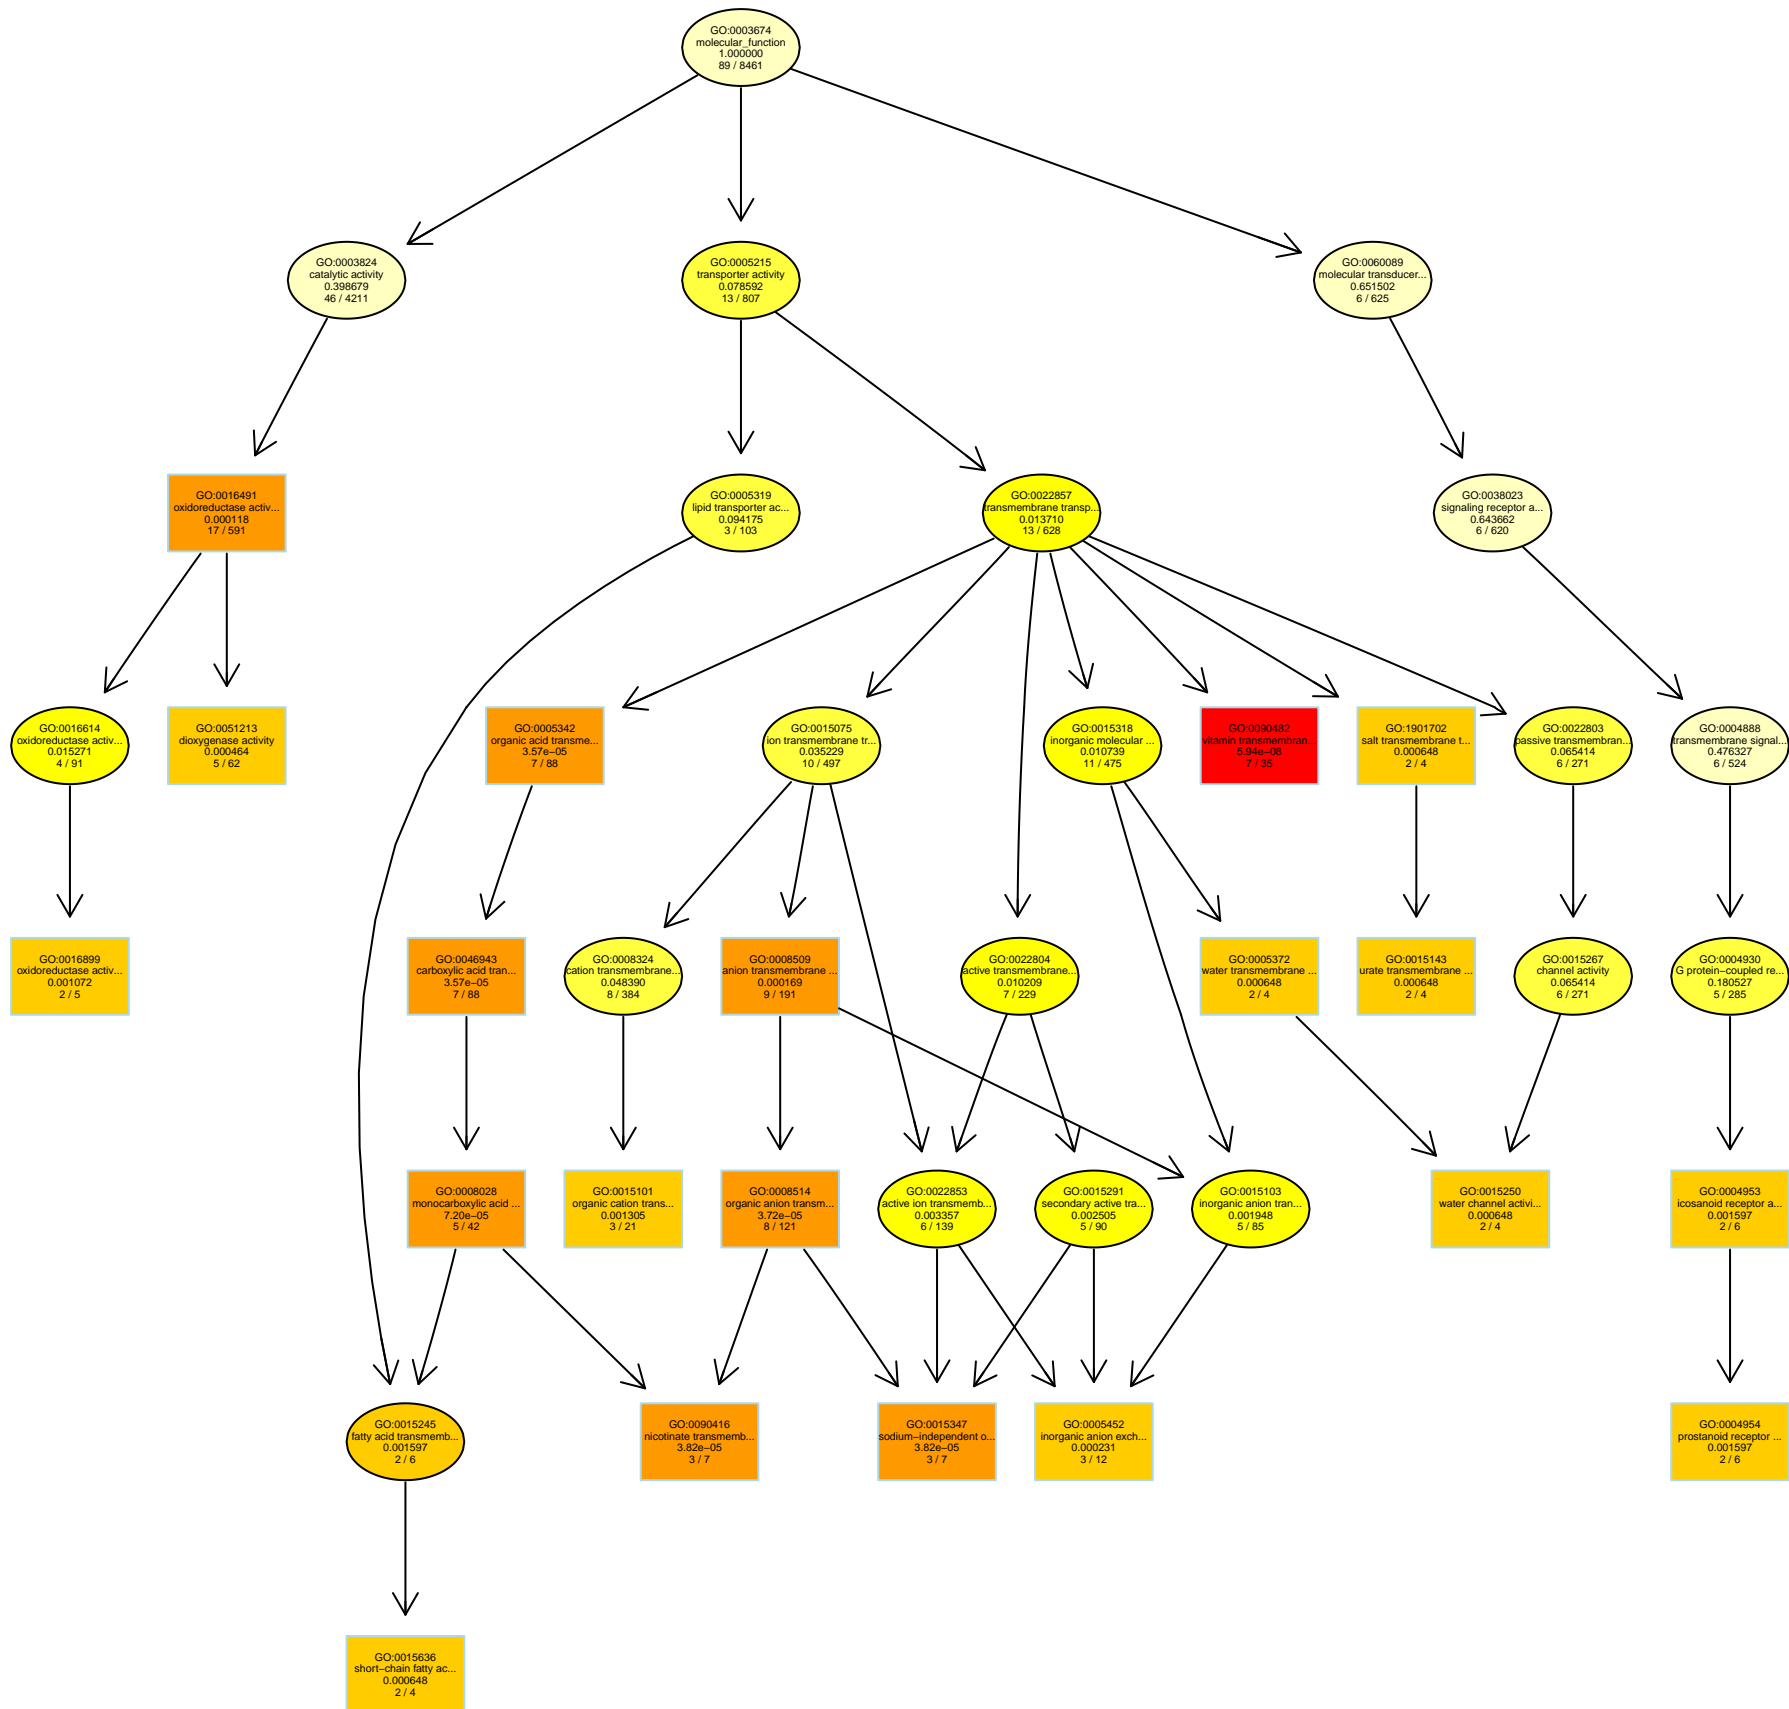 GO:0003674
molecular_function
1.000000
89 / 8461
GO:0003824
catalytic activity
0.398679
46 / 4211
GO:0005215
transporter activity
0.078592
13 / 807
GO:0060089
molecular transducer...
0.651502
6 / 625
GO:0016491
oxidoreductase activ...
0.000118
17 / 591
GO:0005319
lipid transporter ac...
0.094175
3 / 103
GO:0022857
transmembrane transp...
0.013710
13 / 628
GO:0038023
signaling receptor a...
0.643662
6 / 620
GO:0016614
oxidoreductase activ...
0.015271
4 / 91
GO:0051213
dioxygenase activity
0.000464
5 / 62
GO:0005342
organic acid transme...
3.57e−05
7 / 88
GO:0015075
ion transmembrane tr...
0.035229
10 / 497
GO:0015318
inorganic molecular ...
0.010739
11 / 475
GO:0090482
vitamin transmembran...
5.94e−08
7 / 35
GO:1901702
salt transmembrane t...
0.000648
2 / 4
GO:0022803
passive transmembran...
0.065414
6 / 271
GO:0004888
transmembrane signal...
0.476327
6 / 524
GO:0016899
oxidoreductase activ...
0.001072
2 / 5
GO:0046943
carboxylic acid tran...
3.57e−05
7 / 88
GO:0008324
cation transmembrane...
0.048390
8 / 384
GO:0008509
anion transmembrane ...
0.000169
9 / 191
GO:0022804
active transmembrane...
0.010209
7 / 229
GO:0005372
water transmembrane ...
0.000648
2 / 4
GO:0015143
urate transmembrane ...
0.000648
2 / 4
GO:0015267
channel activity
0.065414
6 / 271
GO:0004930
G protein−coupled re...
0.180527
5 / 285
GO:0008028
monocarboxylic acid ...
7.20e−05
5 / 42
GO:0015101
organic cation trans...
0.001305
3 / 21
GO:0008514
organic anion transm...
3.72e−05
8 / 121
GO:0022853
active ion transmemb...
0.003357
6 / 139
GO:0015291
secondary active tra...
0.002505
5 / 90
GO:0015103
inorganic anion tran...
0.001948
5 / 85
GO:0015250
water channel activi...
0.000648
2 / 4
GO:0004953
icosanoid receptor a...
0.001597
2 / 6
GO:0015245
fatty acid transmemb...
0.001597
2 / 6
GO:0090416
nicotinate transmemb...
3.82e−05
3 / 7
GO:0015347
sodium−independent o...
3.82e−05
3 / 7
GO:0005452
inorganic anion exch...
0.000231
3 / 12
GO:0004954
prostanoid receptor ...
0.001597
2 / 6
GO:0015636
short−chain fatty ac...
0.000648
2 / 4